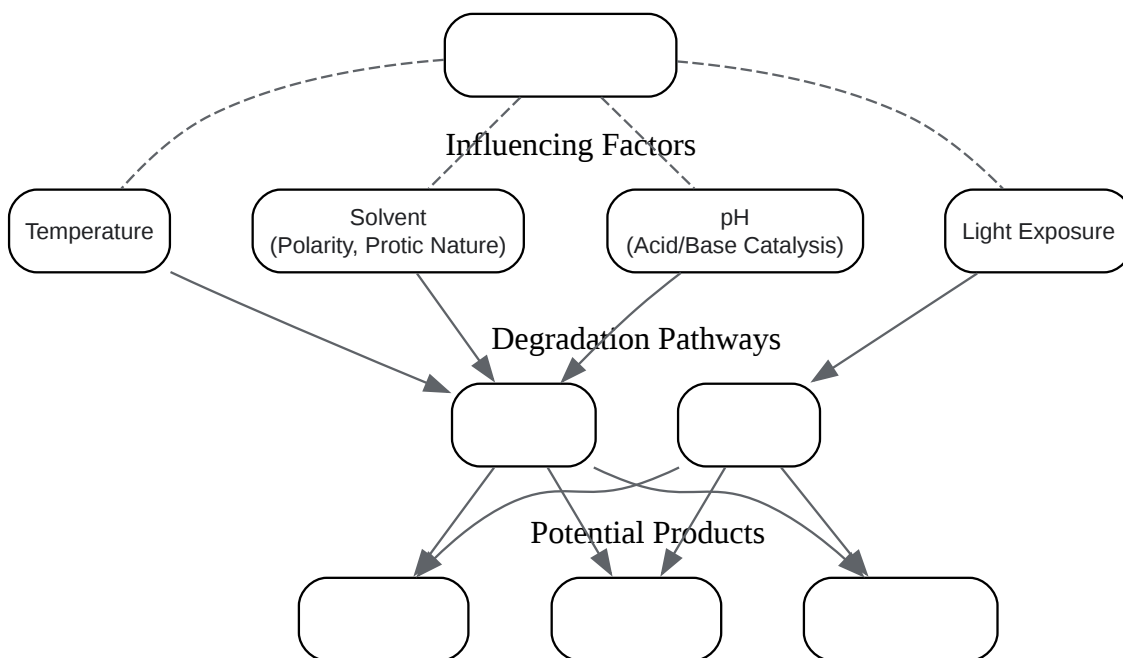 Influencing Factors
Temperature
Solvent
(Polarity, Protic Nature)
pH
(Acid/Base Catalysis)
Light Exposure
Degradation Pathways
Potential Products